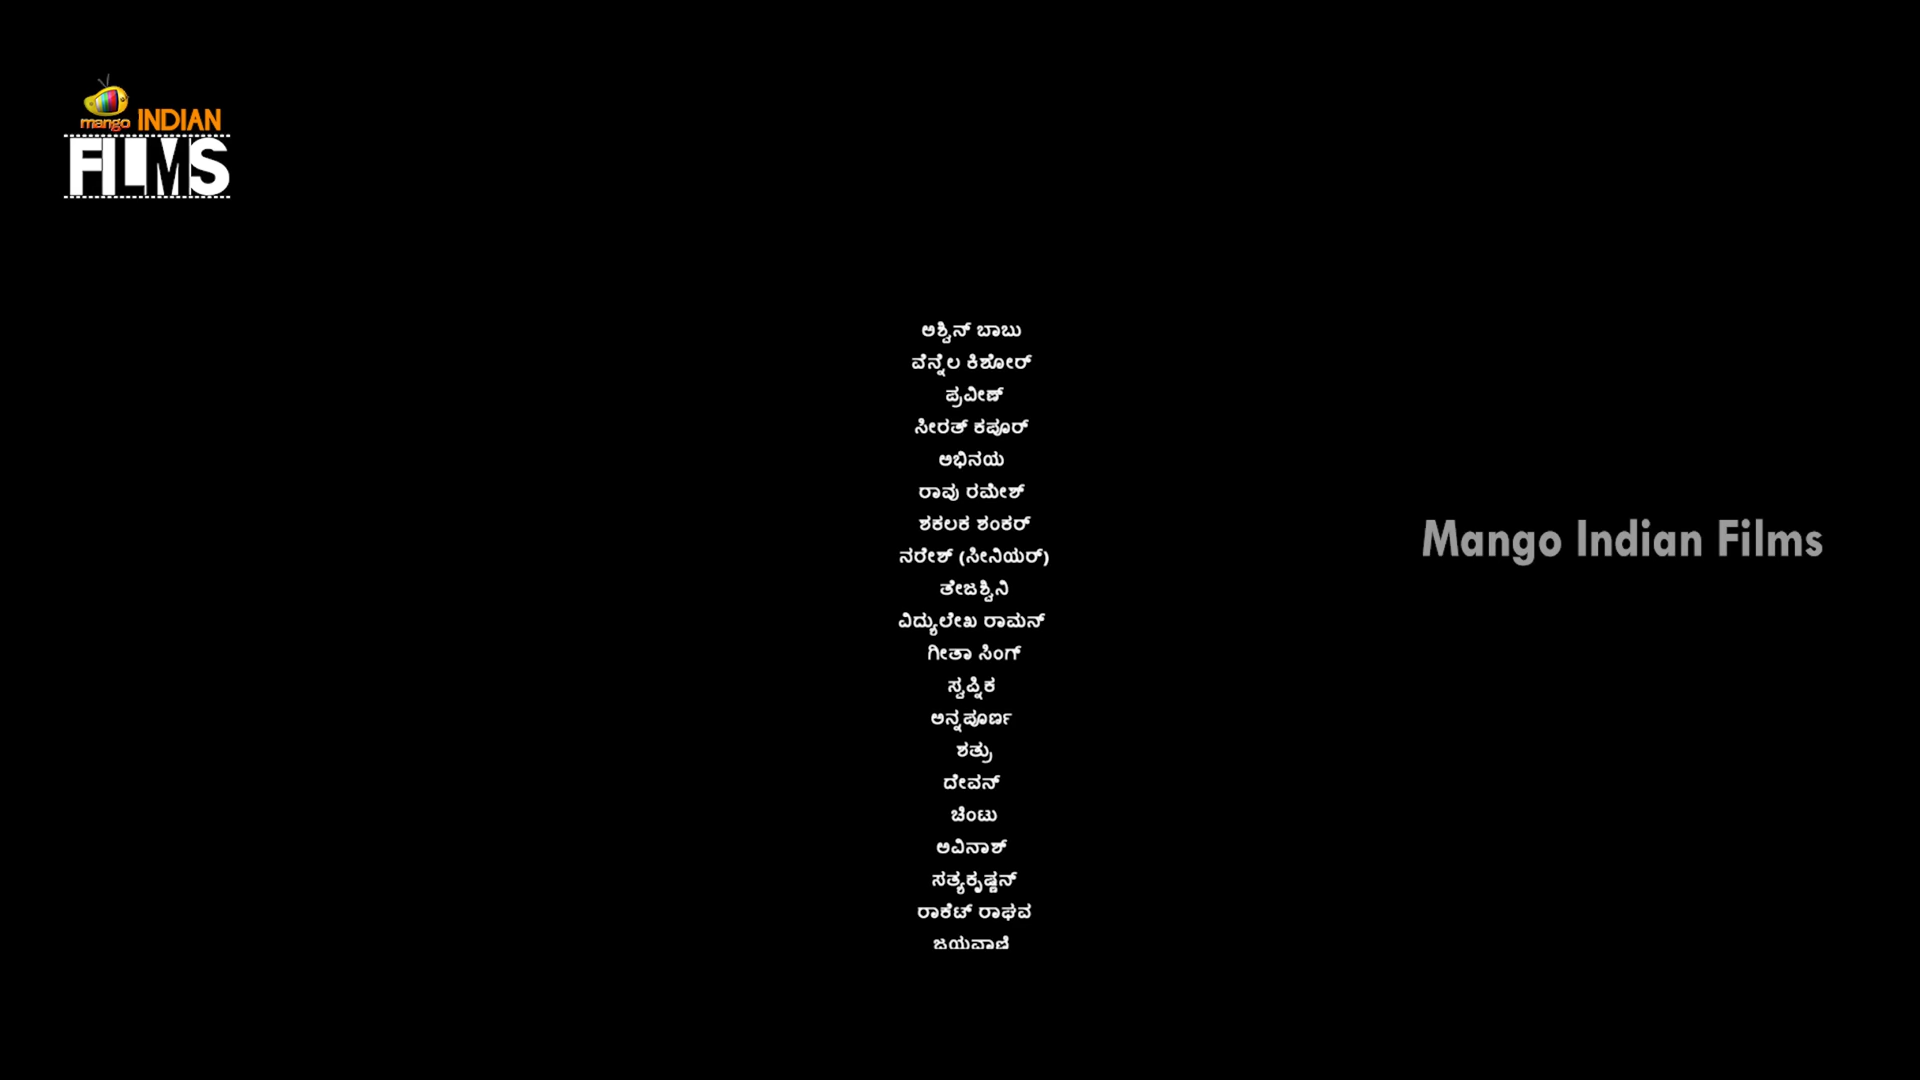 mango INDIAN
FILMS
ಅಶ್ವಿನ್ ಬಾಬು
ವೆನ್ನೆಲ ಕಿಶೋರ್
ಪ್ರವೀಣ್
ಸೀರತ್ ಕಪೂರ್
ಅಭಿನಯ
ರಾವು ರಮೇಶ್
ಶಕಲಕ ಶಂಕರ್
ನರೇಶ್ (ಸೀನಿಯರ್)
ತೇಜಶ್ವಿನಿ
ವಿದ್ಯುಲೇಖ ರಾಮನ್
ಗೀತಾ ಸಿಂಗ್
ಸ್ವಪ್ನಿಕ
ಅನ್ನಪೂರ್ಣ
ಶತ್ರು
ದೇವನ್
ಚಿಂಟು
ಅವಿನಾಶ್
ಸತ್ಯಕೃಷ್ಣನ್
ರಾಕೆಟ್ ರಾಘವ
ಜಯವಾಣಿ
Mango Indian Films